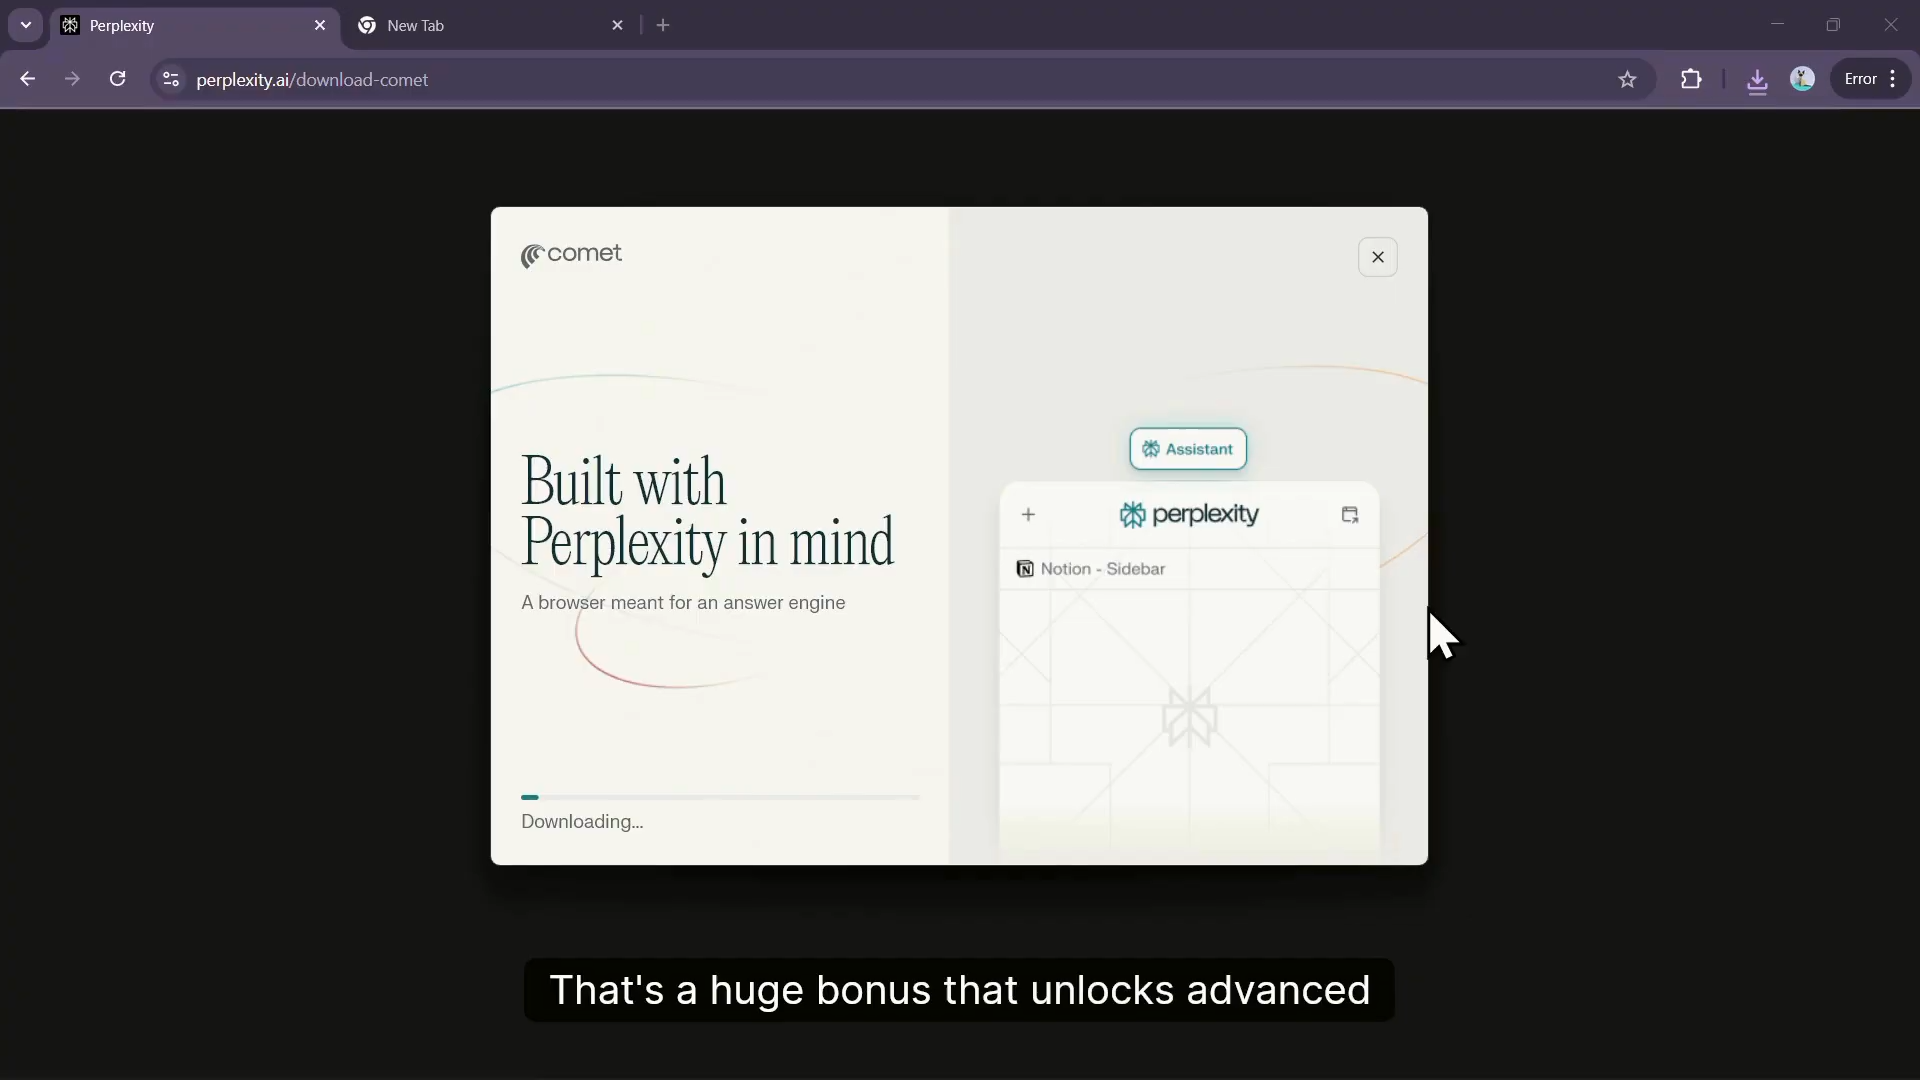 Perplexity
New Tab
perplexity.ai/download-comet
Error
comet
Assistant
perplexity
Notion - Sidebar
Built with
Perplexity in mind
A browser meant for an answer engine
Downloading...
That's a huge bonus that unlocks advanced